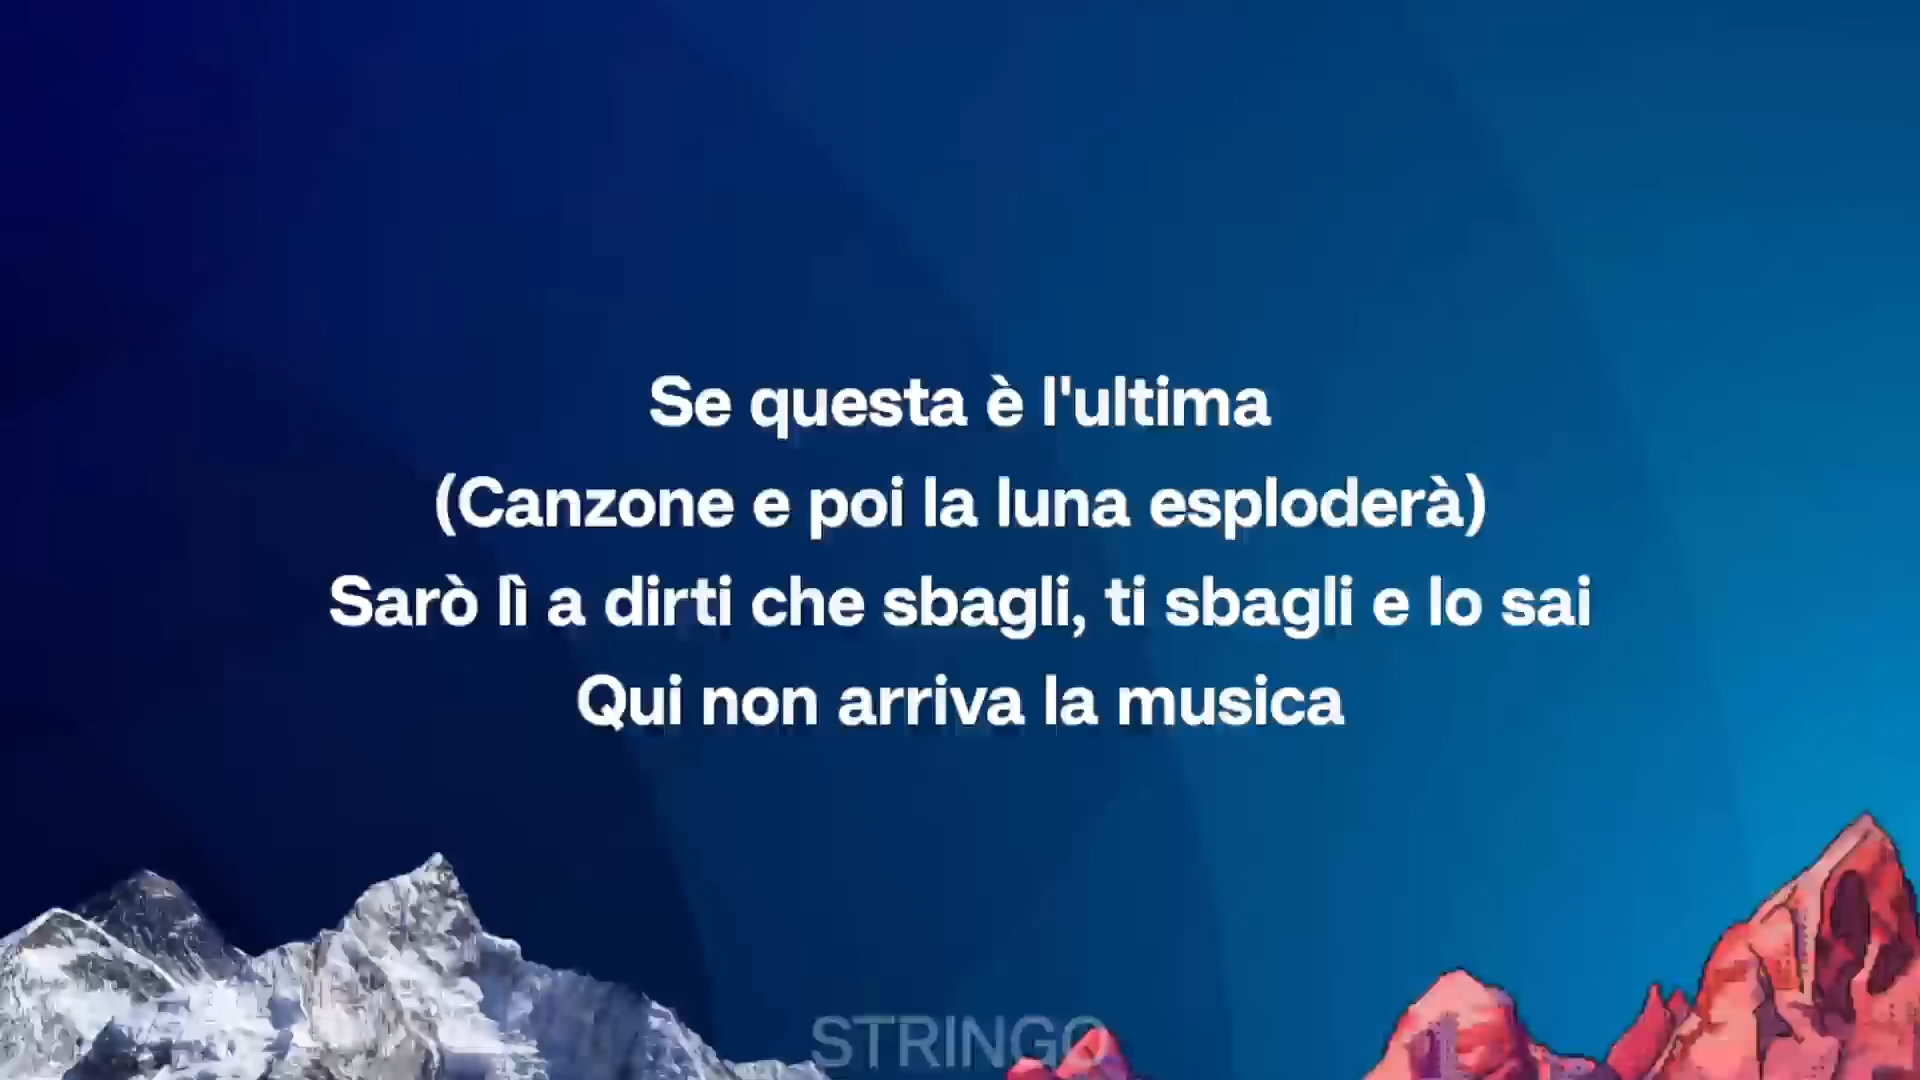 Se questa è l'ultima
(Canzone e poi la luna esploderà)
Sarò lì a dirti che sbagli, ti sbagli e lo sai
Qui non arriva la musica
STRINGO